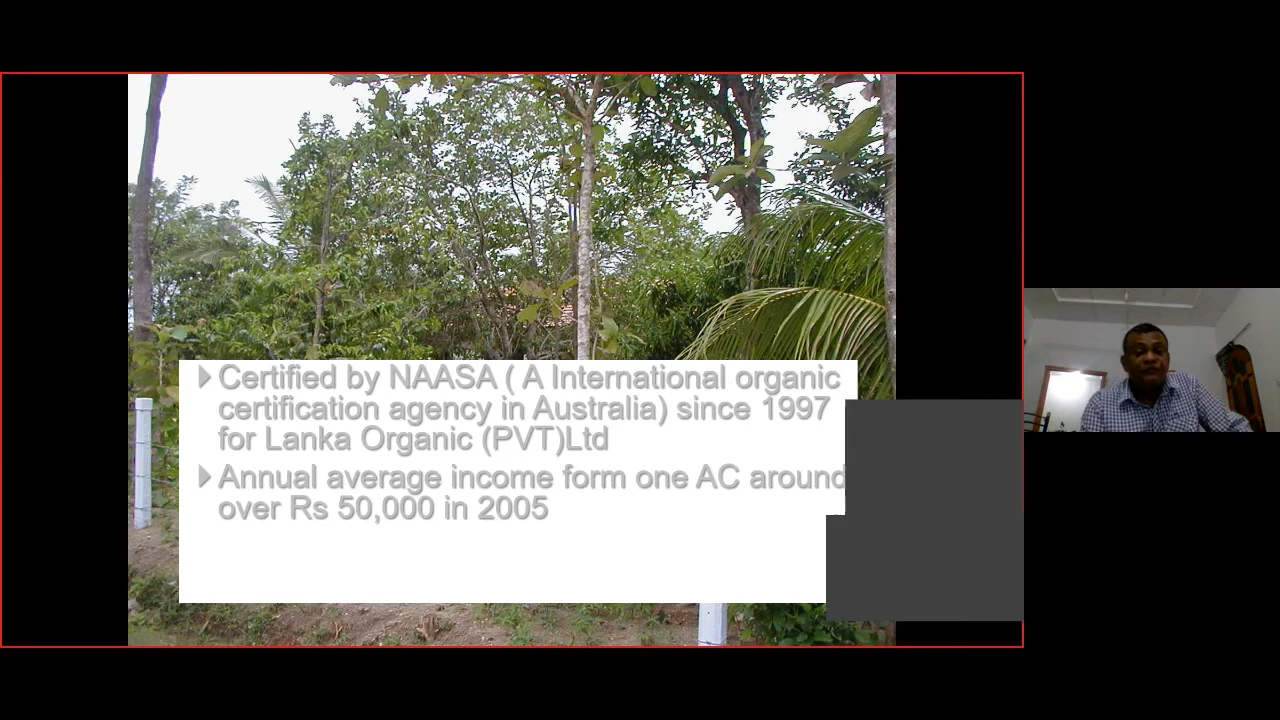 Certified by NAASA ( A International organic
certification agency in Australia) since 1997
for Lanka Organic (PVT)Ltd
Annual average income form one AC around
over Rs 50,000 in 2005